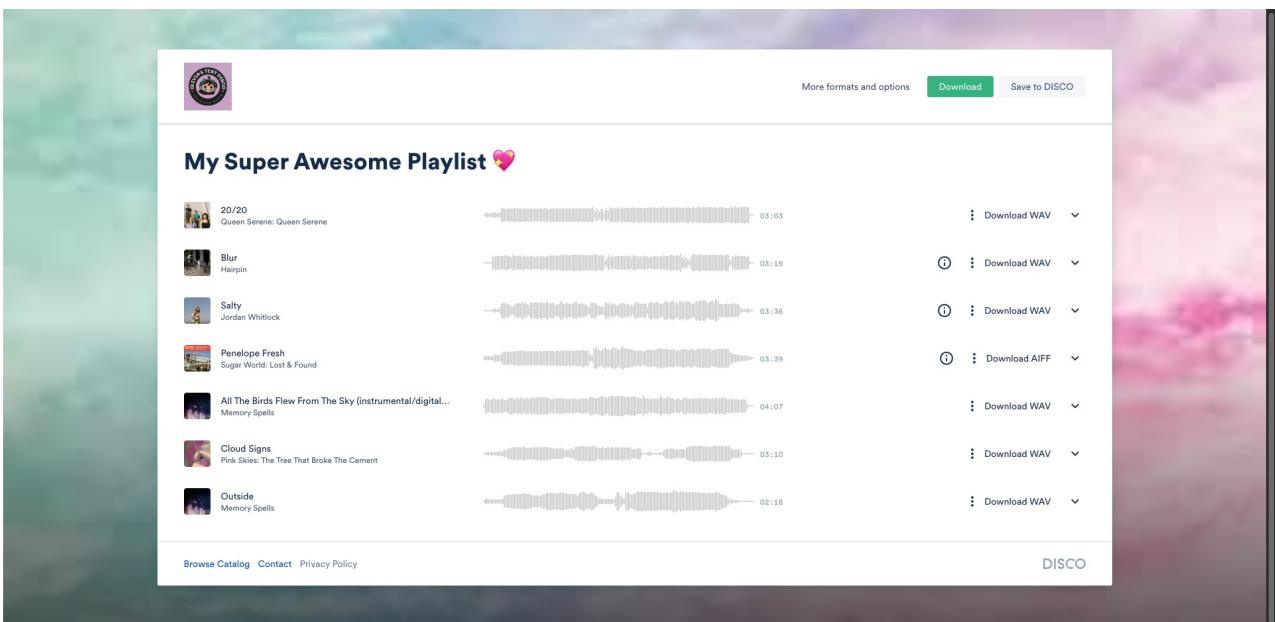 OLIVIA'S TEST DISCO
More formats and options
Download
Save to DISCO
My Super Awesome Playlist 💖
20/20
Queen Serene: Queen Serene
03:03
Download WAV
Blur
Hairpin
03:19
Download WAV
Salty
Jordan Whitlock
03:36
Download WAV
Penelope Fresh
Sugar World: Lost & Found
03:39
Download AIFF
All The Birds Flew From The Sky (instrumental/digital...
Memory Spells
04:07
Download WAV
Cloud Signs
Pink Skies: The Tree That Broke The Cement
03:10
Download WAV
Outside
Memory Spells
02:18
Download WAV
Browse Catalog Contact Privacy Policy
DISCO